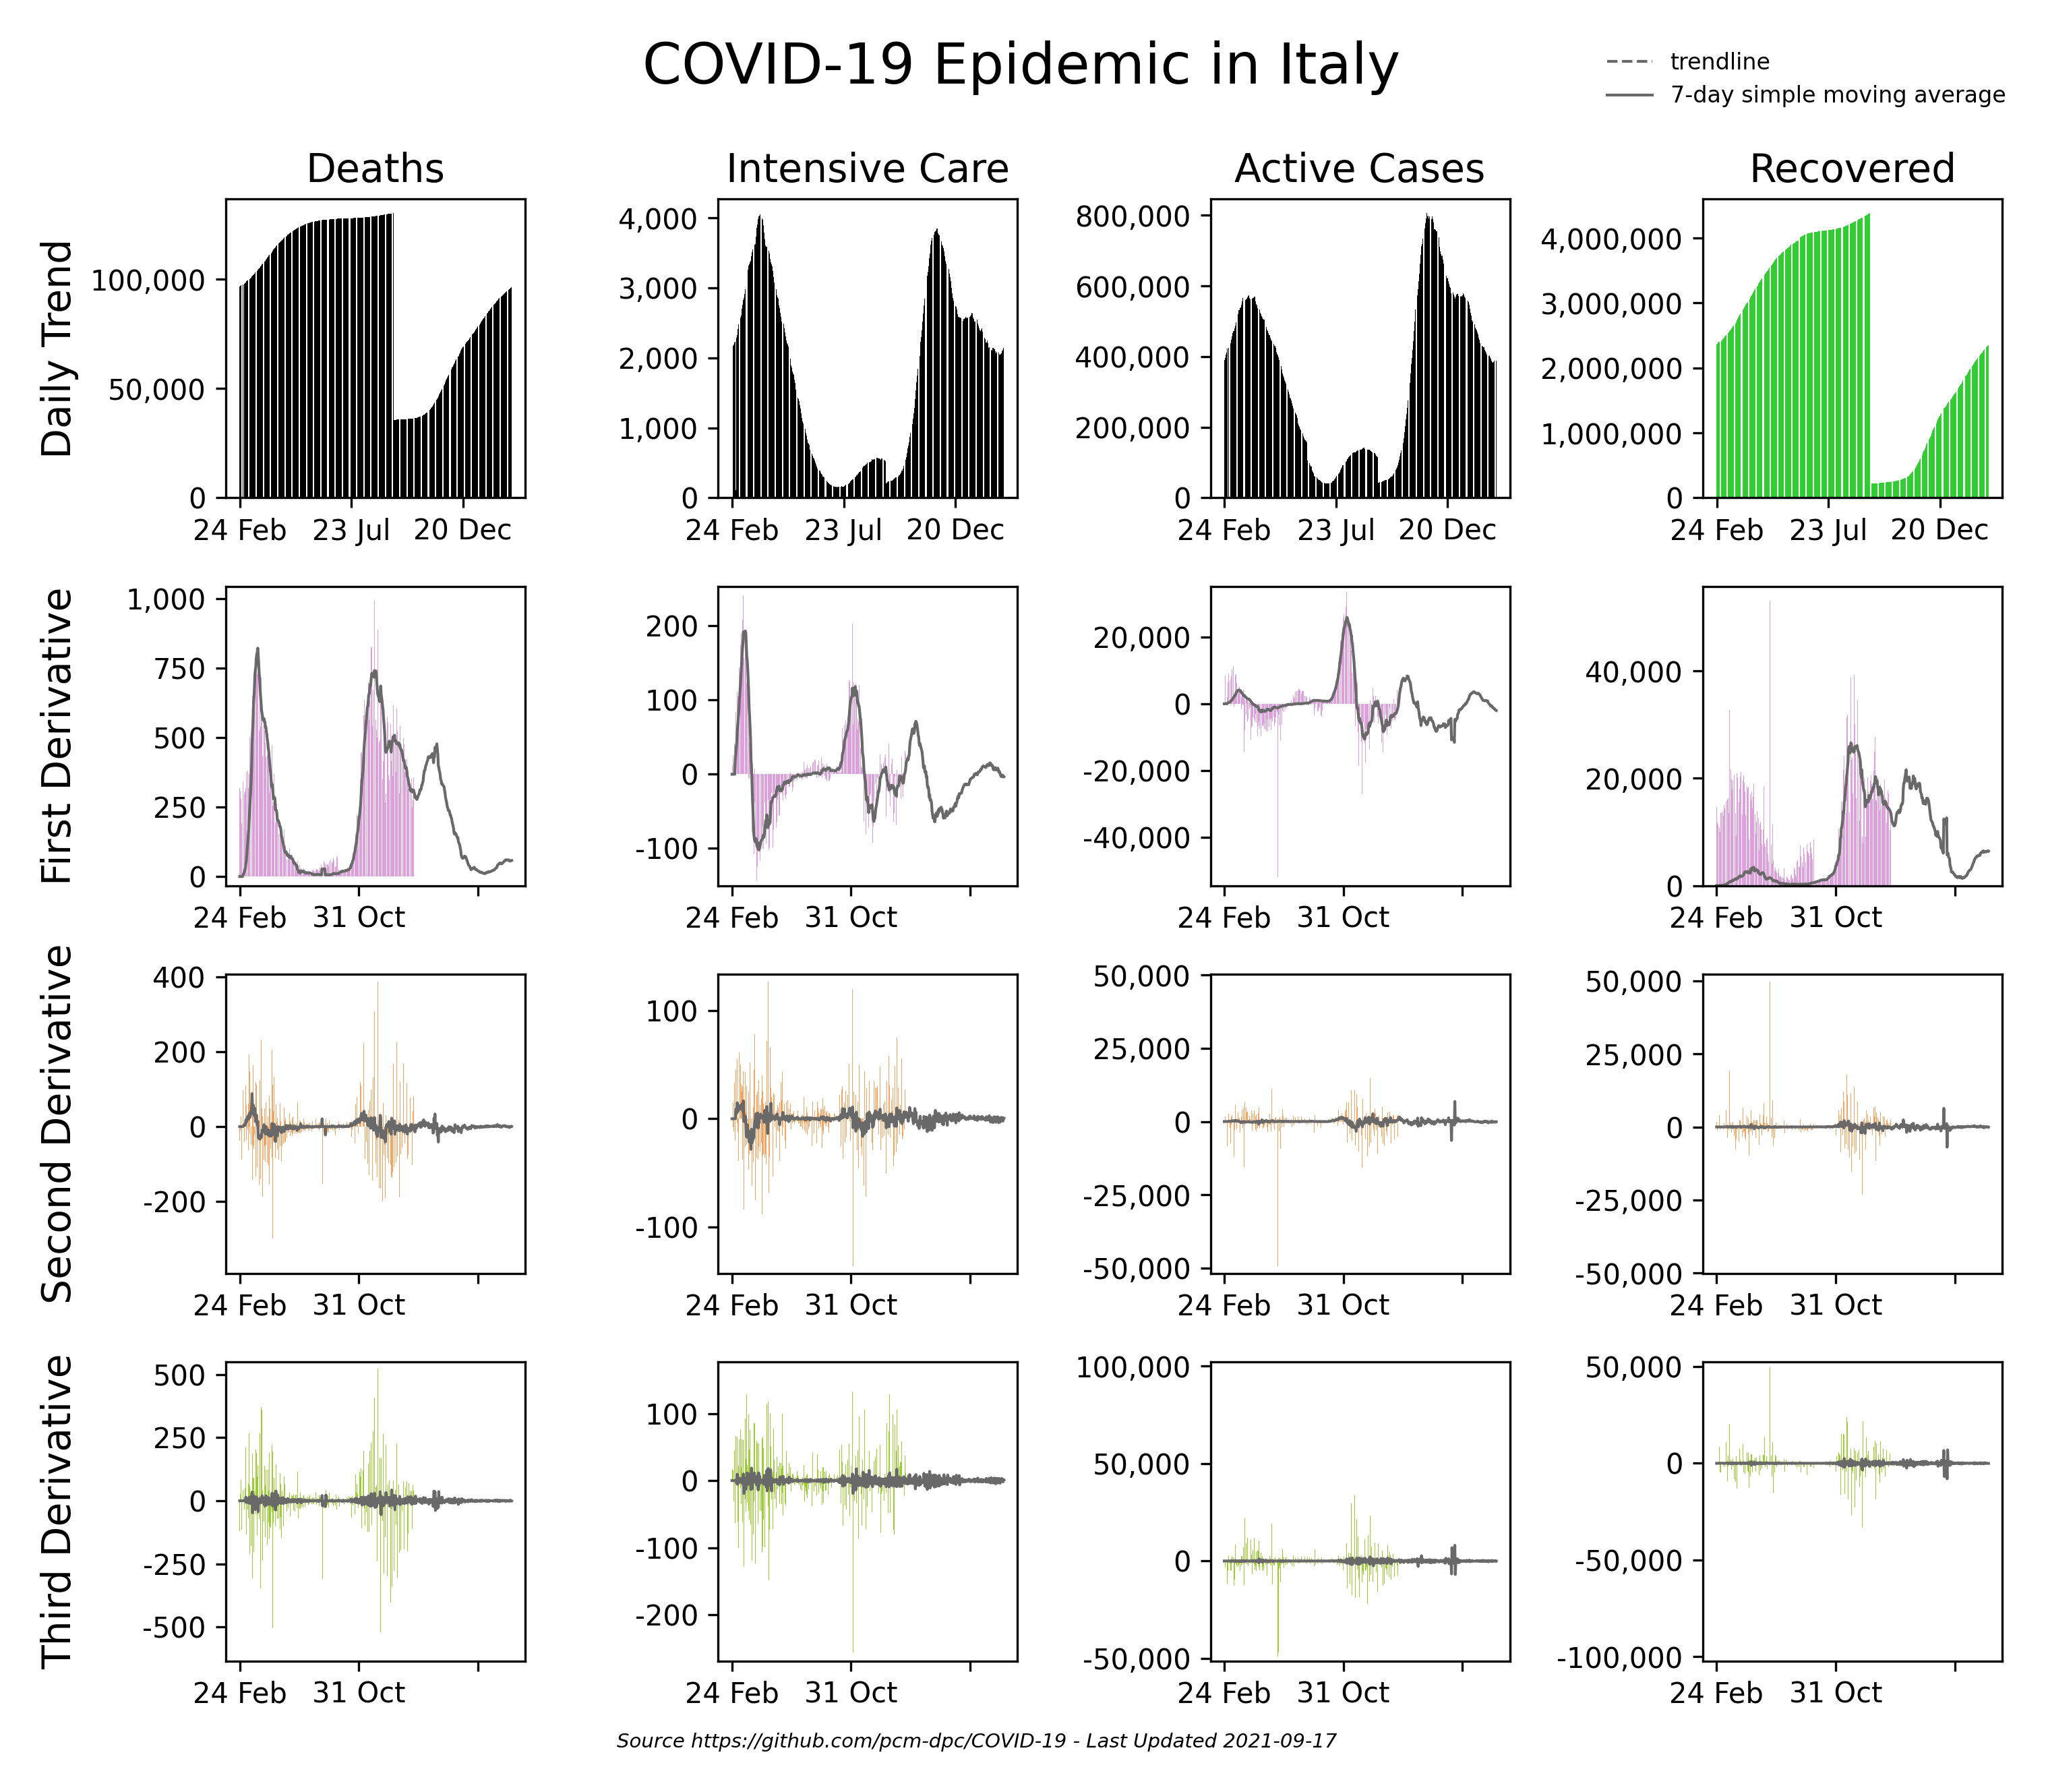 COVID-19 Epidemic in Italy
trendline
7-day simple moving average
Deaths
Intensive Care
Active Cases
Recovered
Daily Trend
100,000
50,000
0
24 Feb
23 Jul
20 Dec
4,000
3,000
2,000
1,000
0
24 Feb
23 Jul
20 Dec
800,000
600,000
400,000
200,000
0
24 Feb
23 Jul
20 Dec
4,000,000
3,000,000
2,000,000
1,000,000
0
24 Feb
23 Jul
20 Dec
First Derivative
1,000
750
500
250
0
24 Feb
31 Oct
200
100
0
-100
24 Feb
31 Oct
20,000
0
-20,000
-40,000
24 Feb
31 Oct
40,000
20,000
0
24 Feb
31 Oct
Second Derivative
400
200
0
-200
24 Feb
31 Oct
100
0
-100
24 Feb
31 Oct
50,000
25,000
0
-25,000
-50,000
24 Feb
31 Oct
50,000
25,000
0
-25,000
-50,000
24 Feb
31 Oct
Third Derivative
500
250
0
-250
-500
24 Feb
31 Oct
100
0
-100
-200
24 Feb
31 Oct
100,000
50,000
0
-50,000
24 Feb
31 Oct
50,000
0
-50,000
-100,000
24 Feb
31 Oct
Source https://github.com/pcm-dpc/COVID-19 - Last Updated 2021-09-17